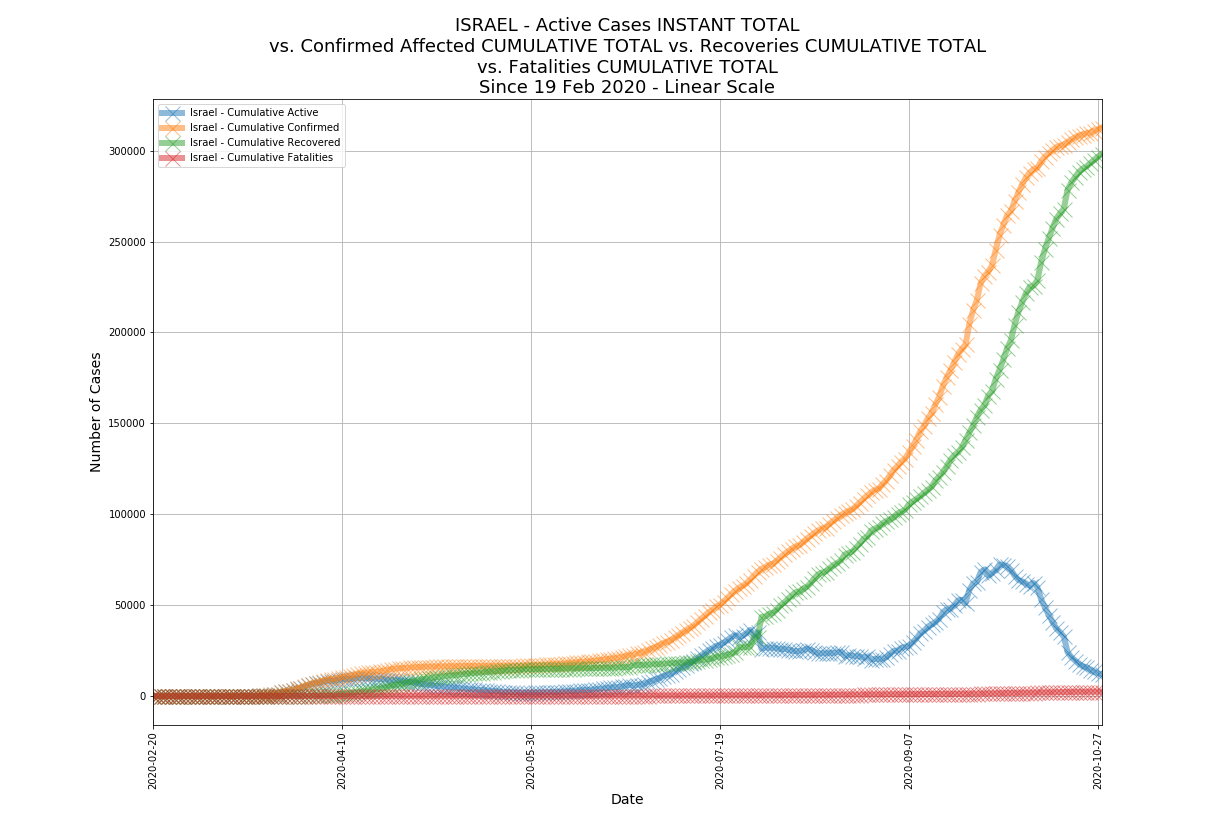 ISRAEL - Active Cases INSTANT TOTAL
vs. Confirmed Affected CUMULATIVE TOTAL vs. Recoveries CUMULATIVE TOTAL
vs. Fatalities CUMULATIVE TOTAL
Since 19 Feb 2020 - Linear Scale
Israel - Cumulative Active
Israel - Cumulative Confirmed
Israel - Cumulative Recovered
Israel - Cumulative Fatalities
Number of Cases
300000
250000
200000
150000
100000
50000
0
2020-02-20
2020-04-10
2020-05-30
2020-07-19
2020-09-07
2020-10-27
Date